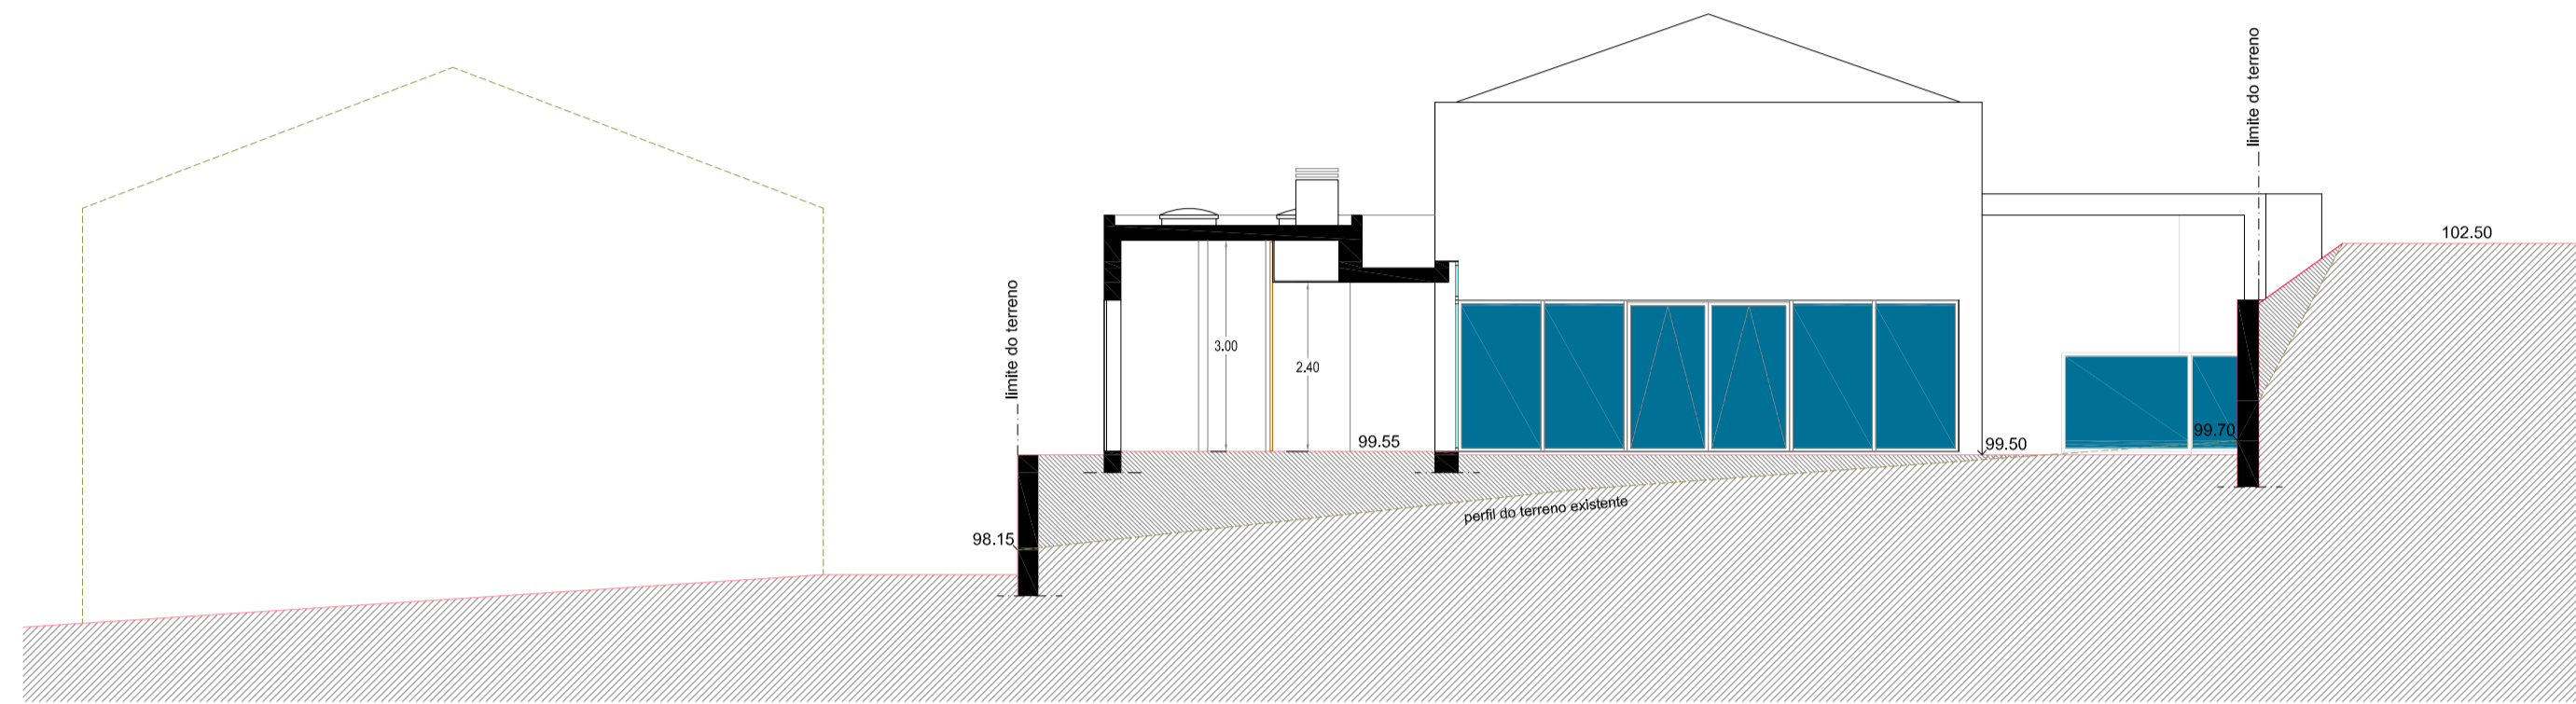 limite do terreno
102.50
limite do terreno
3.00
2.40
99.55
99.50
99.70
perfil do terreno existente
98.15